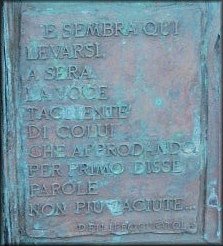 E SEMBRA QUI
LEVARSI,
A SERA
LA VOCE
TAGLIENTE
DI COLUI
CHE APPRODANDO
PER PRIMO DISSE
PAROLE
NON PIÙ TACIUTE...